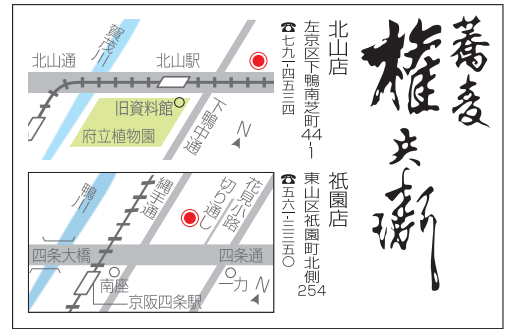 蕎麦
権兵衛
北山店
左京区下鴨南芝町44-1
☎七九一・四五三四
祇園店
東山区祇園町北側254
☎五六一・三三五〇
賀茂川
北山通
北山駅
旧資料館
府立植物園
下鴨中通
N
鴨川
縄手通
切り通し
花見小路
四条大橋
四条通
南座
一力
京阪四条駅
N